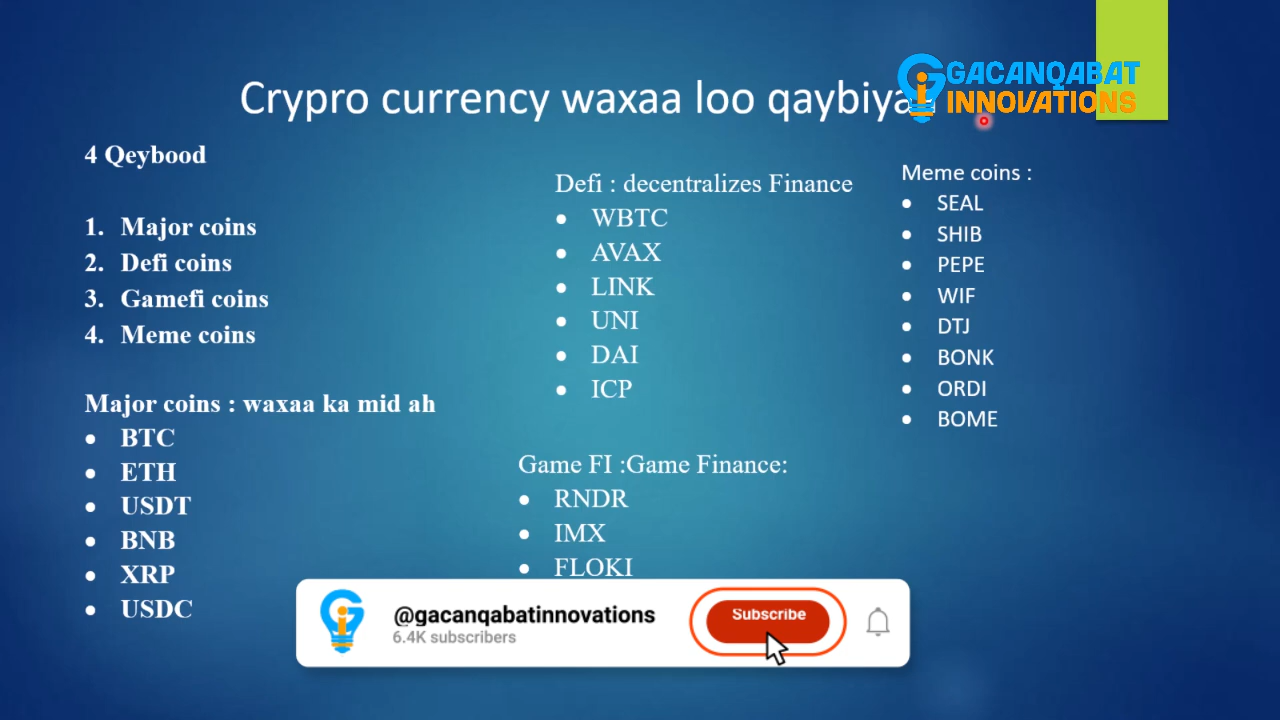 GACANQABAT
INNOVATIONS
Crypro currency waxaa loo
4 Qeybood
1. Major coins
2. Defi coins
3. Gamefi coins
4. Meme coins
Major coins : waxaa ka mid ah
• BTC
• ETH
• USDT
• BNB
• XRP
• USDC
Defi : decentralizes Finance
• WBTC
• AVAX
• LINK
• UNI
• DAI
• ICP
Game FI :Game Finance:
• RNDR
• IMX
• FLOKI
Meme coins :
• SEAL
• SHIB
• PEPE
• WIF
• DTJ
• BONK
• ORDI
• BOME
@gacanqabatinnovations
6.4K subscribers
Subscribe